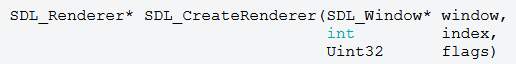 SDL_Renderer* SDL_CreateRenderer(SDL_Window* window,
int index,
Uint32 flags)